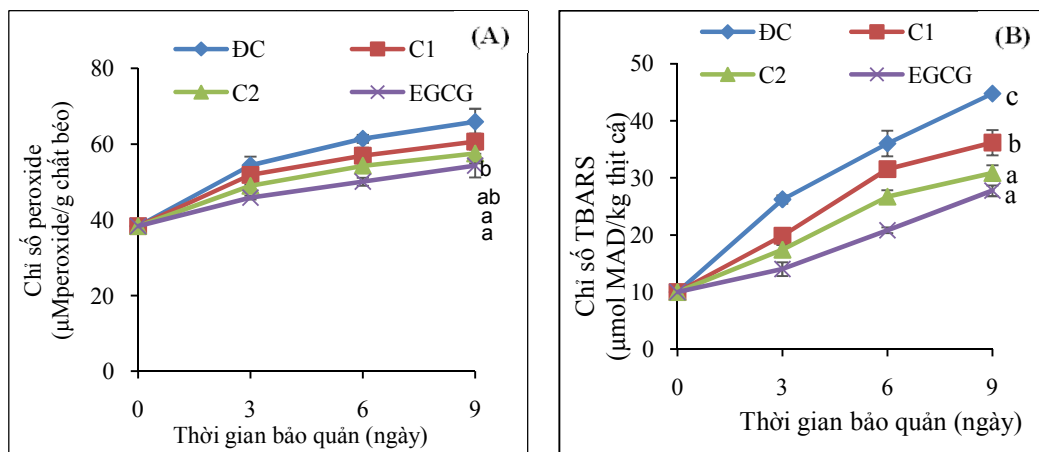 (A)
ĐC C1
C2 EGCG
Chỉ số peroxide
(µMperoxide/g chất béo)
80
60
40
20
0
b
ab
a
a
0 3 6 9
Thời gian bảo quản (ngày)
(B)
ĐC C1
C2 EGCG
Chỉ số TBARS
(µmol MAD/kg thịt cá)
50
40
30
20
10
0
c
b
a
a
0 3 6 9
Thời gian bảo quản (ngày)